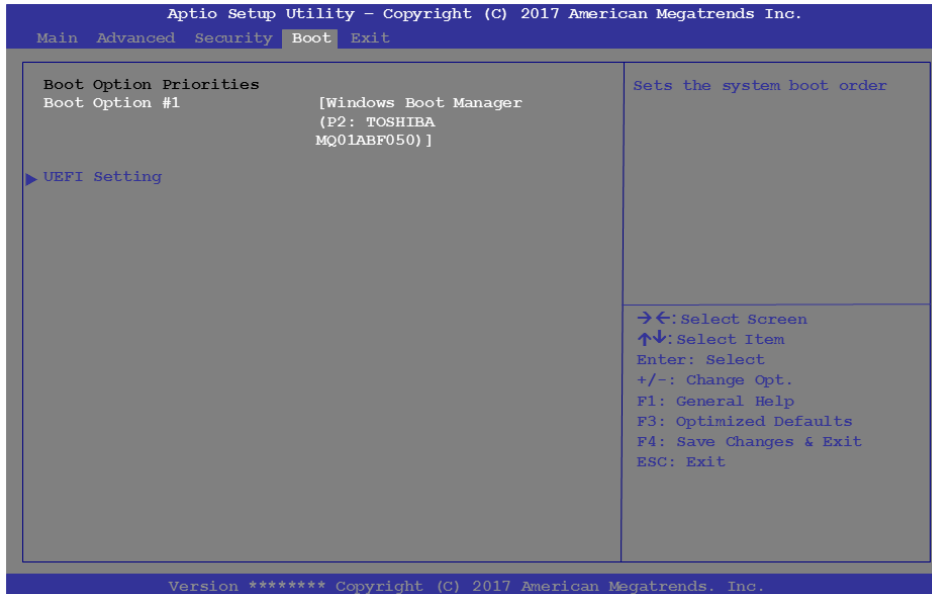 Aptio Setup Utility – Copyright (C) 2017 American Megatrends Inc.
Main Advanced Security Boot Exit
Boot Option Priorities
Boot Option #1 [Windows Boot Manager
(P2: TOSHIBA
MQ01ABF050)]
UEFI Setting
Sets the system boot order
→←:Select Screen
↑↓:Select Item
Enter: Select
+/-: Change Opt.
F1: General Help
F3: Optimized Defaults
F4: Save Changes & Exit
ESC: Exit
Version ******** Copyright (C) 2017 American Megatrends. Inc.